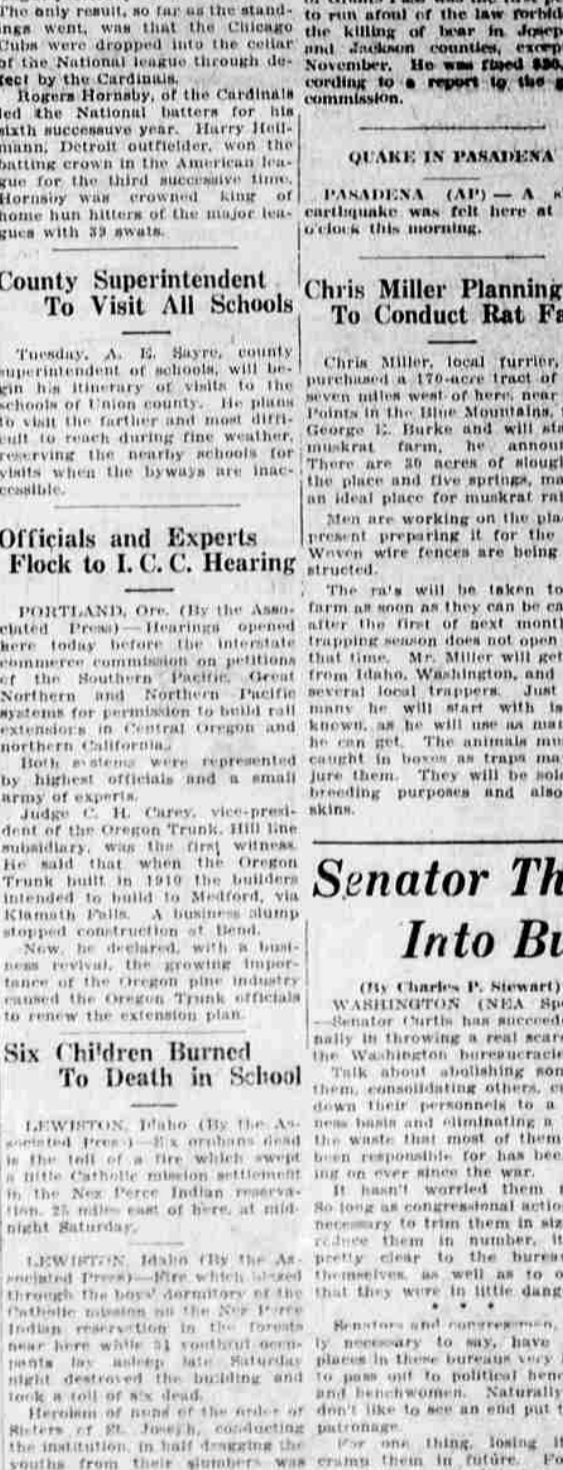 The only result, so far as the stand-
ings went, was that the Chicago
Cubs were dropped into the cellar
of the National league through de-
fect by the Cardinals.
Rogers Hornsby, of the Cardinals
led the National batters for his
sixth successuve year. Harry Heil-
mann, Detroit outfielder, won the
batting crown in the American lea-
gue for the third successive time.
Hornsby was crowned king of
home hun hitters of the major lea-
gues with 39 swats.
County Superintendent
To Visit All Schools
Tuesday, A. E. Sayre, county
superintendent of schools, will be-
gin his itinerary of visits to the
schools of Union county. He plans
to visit the farther and most diffi-
cult to reach during fine weather,
reserving the nearby schools for
visits when the byways are inac-
cessible.
Officials and Experts
Flock to I. C. C. Hearing
PORTLAND, Ore. (By the Asso-
ciated Press)—Hearings opened
here today before the interstate
commerce commission on petitions
of the Southern Pacific, Great
Northern and Northern Pacific
systems for permission to build rail
extensions in Central Oregon and
northern California.
Both systems were represented
by highest officials and a small
army of experts.
Judge C. H. Carey, vice-presi-
dent of the Oregon Trunk, Hill line
subsidiary, was the first witness.
He said that when the Oregon
Trunk built in 1910 the builders
intended to build to Medford, via
Klamath Falls. A business slump
stopped construction at Bend.
Now, he declared, with a busi-
ness revival, the growing impor-
tance of the Oregon pine industry
caused the Oregon Trunk officials
to renew the extension plan.
Six Children Burned
To Death in School
LEWISTON, Idaho (By the As-
sociated Press)—Six orphans dead
is the toll of a fire which swept
a little Catholic mission settlement
in the Nez Perce Indian reserva-
tion, 25 miles east of here, at mid-
night Saturday.
LEWISTON, Idaho (By the As-
sociated Press)—Fire which blazed
through the boys' dormitory of the
Catholic mission on the Nez Perce
Indian reservation in the forests
near here while 31 youthful occu-
pants lay asleep late Saturday
night destroyed the building and
took a toll of six dead.
Heroism of nuns of the order of
Sisters of St. Joseph, conducting
the institution, in half dragging the
youths from their slumbers was
to run afoul of the law forbid
the killing of bear in Josep
and Jackson counties, excep
November. He was fined
cording to a report to the g
commission.
QUAKE IN PASADENA
PASADENA (AP) — A s
earthquake was felt here at
o'clock this morning.
Chris Miller Planning
To Conduct Rat Fa
Chris Miller, local furrier,
purchased a 170-acre tract of
seven miles west of here, near
Points in the Blue Mountains,
George E. Burke and will sta
muskrat farm, he announ
There are 30 acres of slough
the place and five springs, ma
an ideal place for muskrat rai
Men are working on the pla
present preparing it for the
Woven wire fences are being
structed.
The rats will be taken to
farm as soon as they can be ca
after the first of next month
trapping season does not open
that time. Mr. Miller will get
from Idaho, Washington, and
several local trappers. Just
many he will start with is
known, as he will use as man
he can get. The animals mu
caught in boxes as traps ma
jure them. They will be sold
breeding purposes and also
skins.
Senator Th
Into Bu
(By Charles P. Stewart)
WASHINGTON (NEA Spe
—Senator Curtis has succeed
nally in throwing a real scare
the Washington bureaucracie
Talk about abolishing som
them, consolidating others, cu
down their personnels to a
ness basis and eliminating a
the waste that most of them
been responsible for has bee
ing on ever since the war.
It hasn't worried them
So long as congressional actio
necessary to trim them in siz
reduce them in number, it
pretty clear to the bureau
themselves, as well as to o
that they were in little dang
* * *
Senators and congressmen,
ly necessary to say, have
places in these bureaus very
to pass out to political henc
and henchwomen. Naturally
don't like to see an end put t
patronage.
For one thing, losing it
cramp them in future. Fo